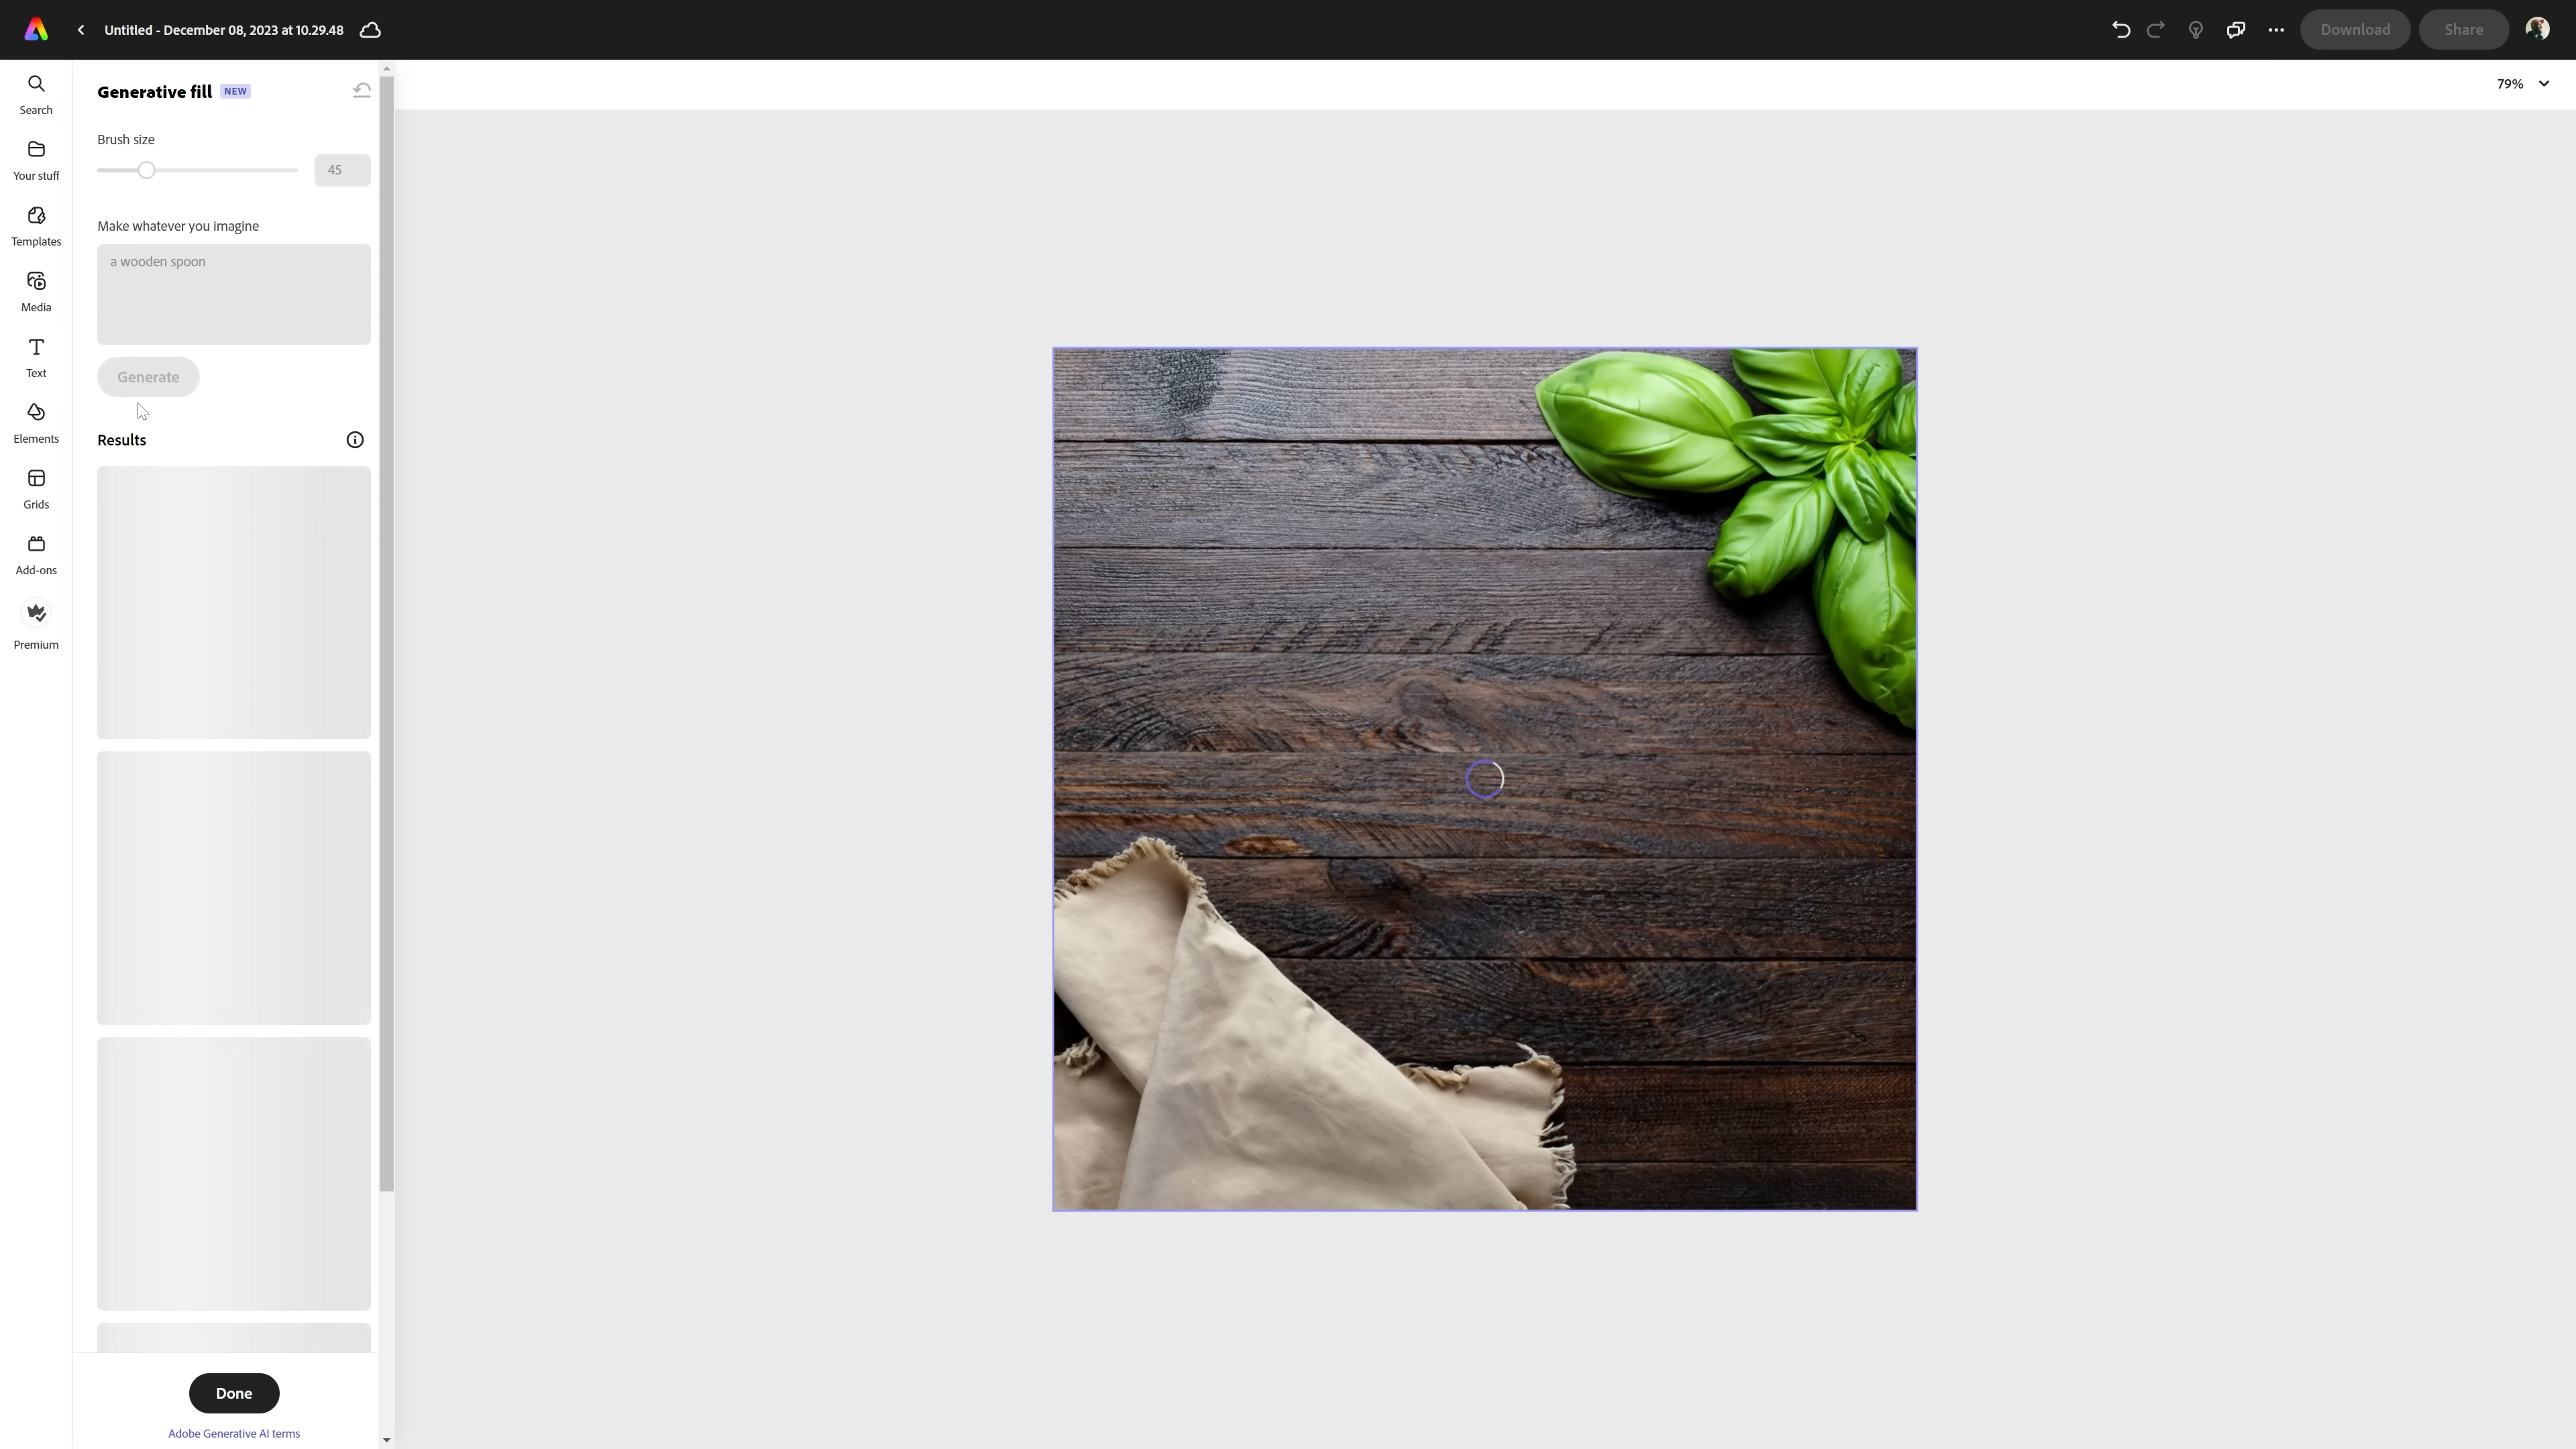 Untitled - December 08, 2023 at 10.29.48
Download
Share
79%
Search
Your stuff
Templates
Media
Text
Elements
Grids
Add-ons
Premium
Generative fill NEW
Brush size
45
Make whatever you imagine
a wooden spoon
Generate
Results
Done
Adobe Generative AI terms